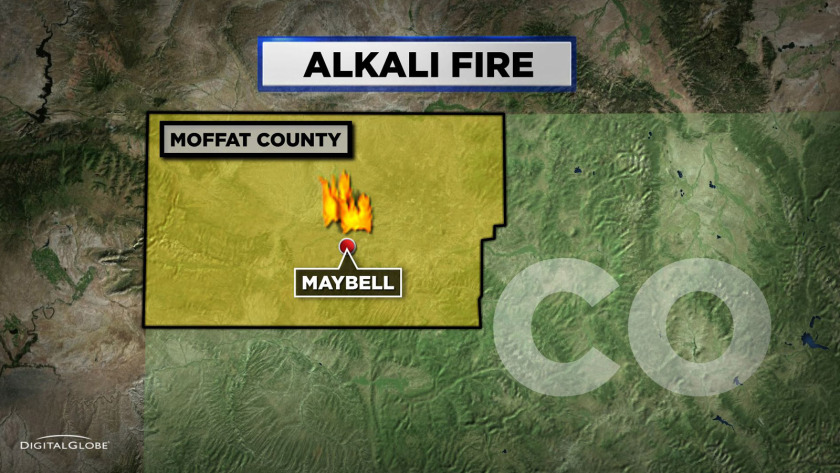 ALKALI FIRE
MOFFAT COUNTY
MAYBELL
CO
DIGITALGLOBE